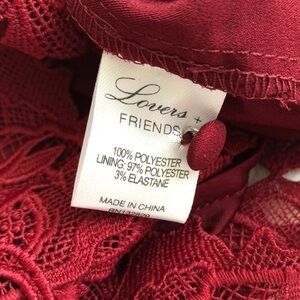 Lovers +
FRIENDS
100% POLYESTER
LINING: 97% POLYESTER
3% ELASTANE
MADE IN CHINA